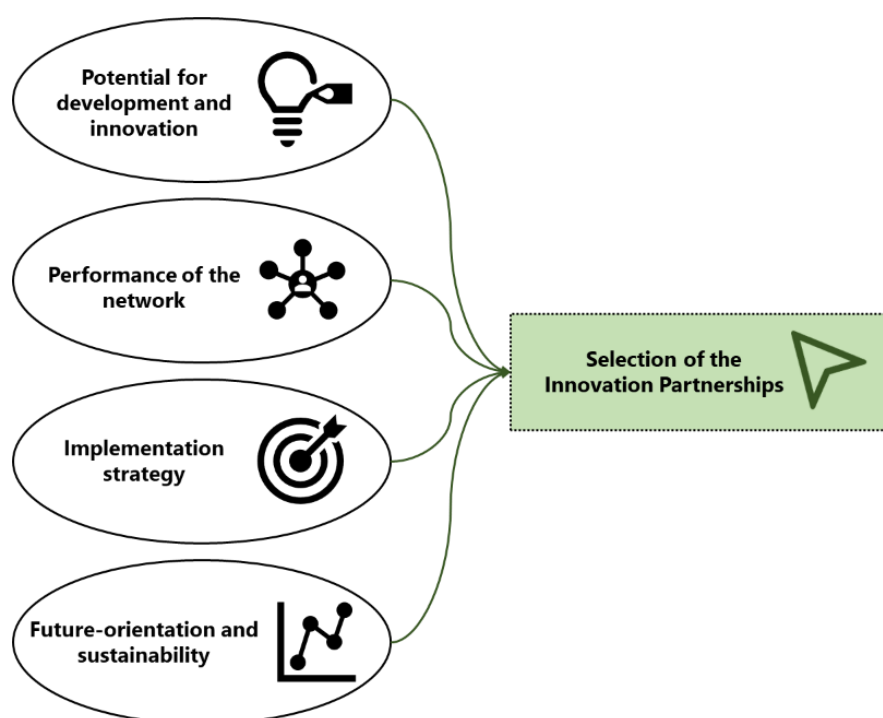 Potential for
development and
innovation
Performance of the
network
Implementation
strategy
Future-orientation and
sustainability
Selection of the
Innovation Partnerships